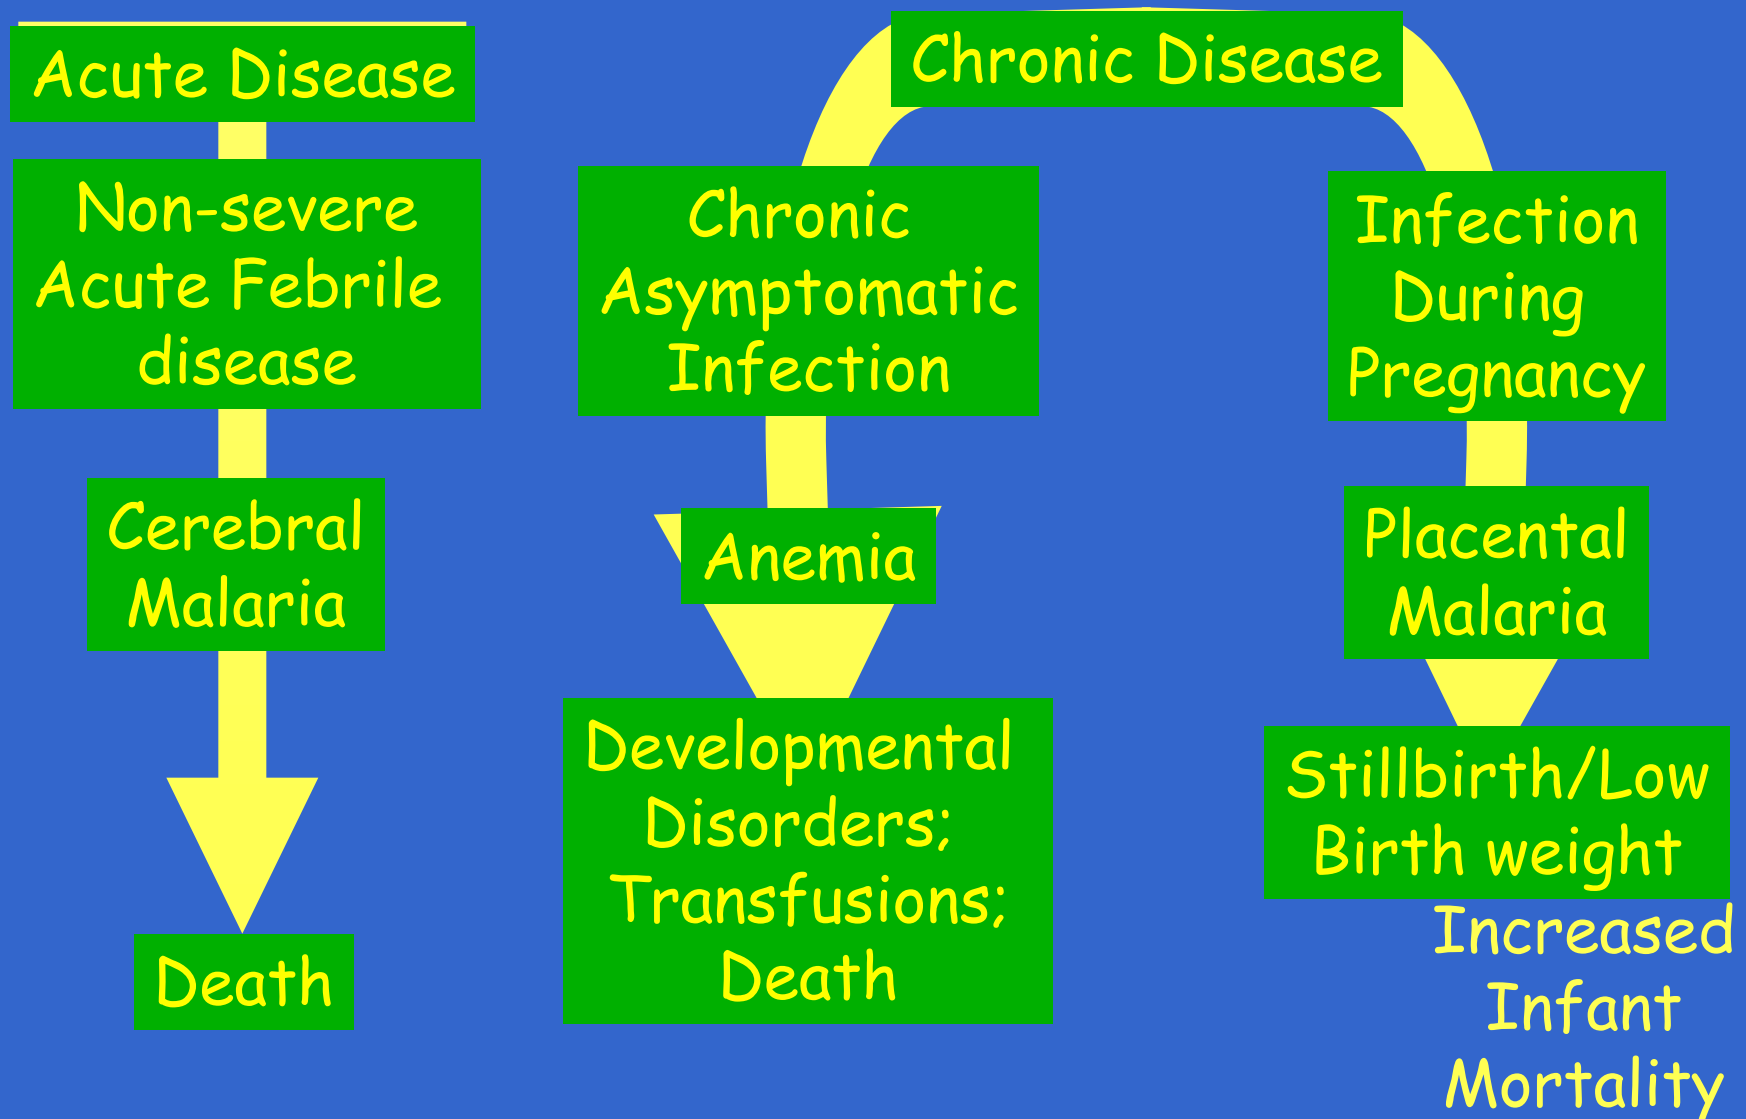 Acute Disease
Non-severe
Acute Febrile
disease
Cerebral
Malaria
Death
Chronic Disease
Chronic
Asymptomatic
Infection
Anemia
Developmental
Disorders;
Transfusions;
Death
Infection
During
Pregnancy
Placental
Malaria
Stillbirth/Low
Birth weight
Increased
Infant
Mortality